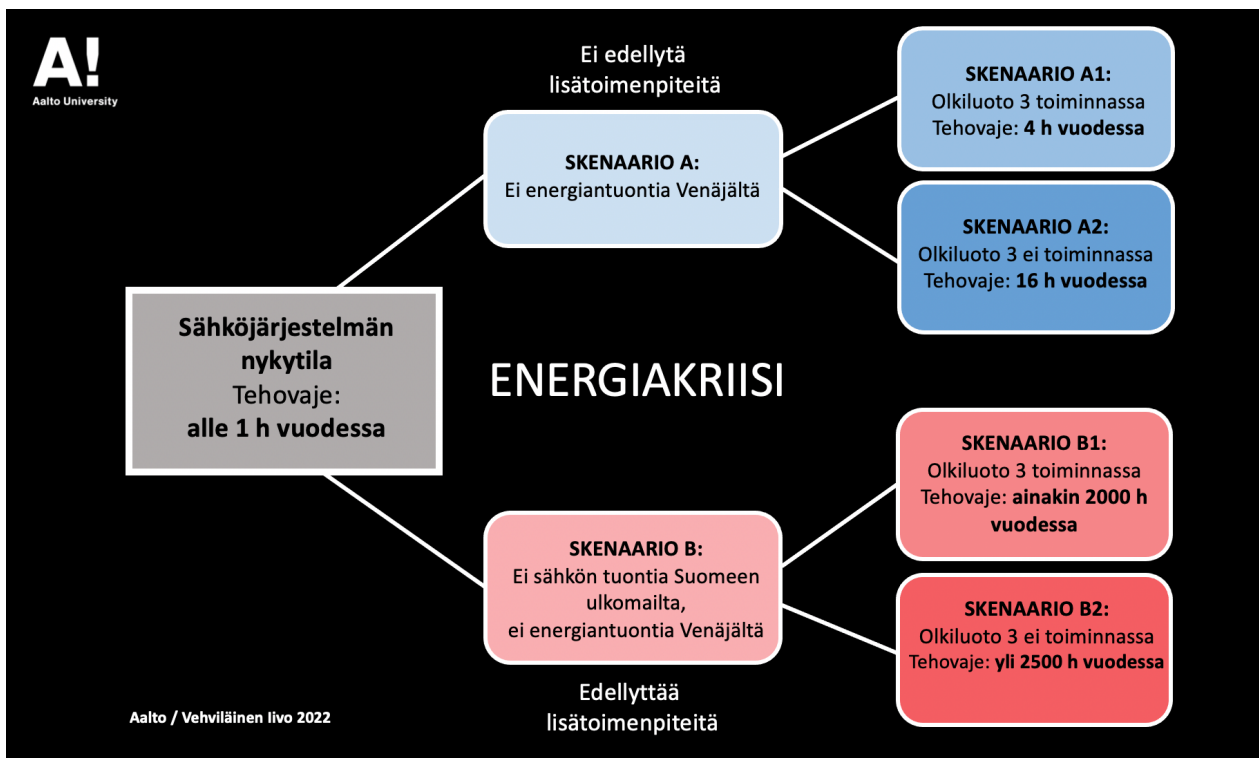 A!
Aalto University
Ei edellytä
lisätoimenpiteitä
SKENAARIO A:
Ei energiantuontia Venäjältä
SKENAARIO A1:
Olkiluoto 3 toiminnassa
Tehovaje: 4 h vuodessa
SKENAARIO A2:
Olkiluoto 3 ei toiminnassa
Tehovaje: 16 h vuodessa
Sähköjärjestelmän
nykytila
Tehovaje:
alle 1 h vuodessa
ENERGIAKRIISI
SKENAARIO B:
Ei sähkön tuontia Suomeen
ulkomailta,
ei energiantuontia Venäjältä
Edellyttää
lisätoimenpiteitä
SKENAARIO B1:
Olkiluoto 3 toiminnassa
Tehovaje: ainakin 2000 h
vuodessa
SKENAARIO B2:
Olkiluoto 3 ei toiminnassa
Tehovaje: yli 2500 h vuodessa
Aalto / Vehviläinen Iivo 2022